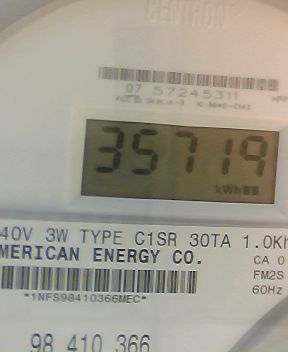 CENTRON
07 57245311
35719
kWh
40V 3W TYPE C1SR 30TA 1.0Kh
MERICAN ENERGY CO.
CA 0
FM2S
60Hz
*1NFS98410366MEC*
98 410 366